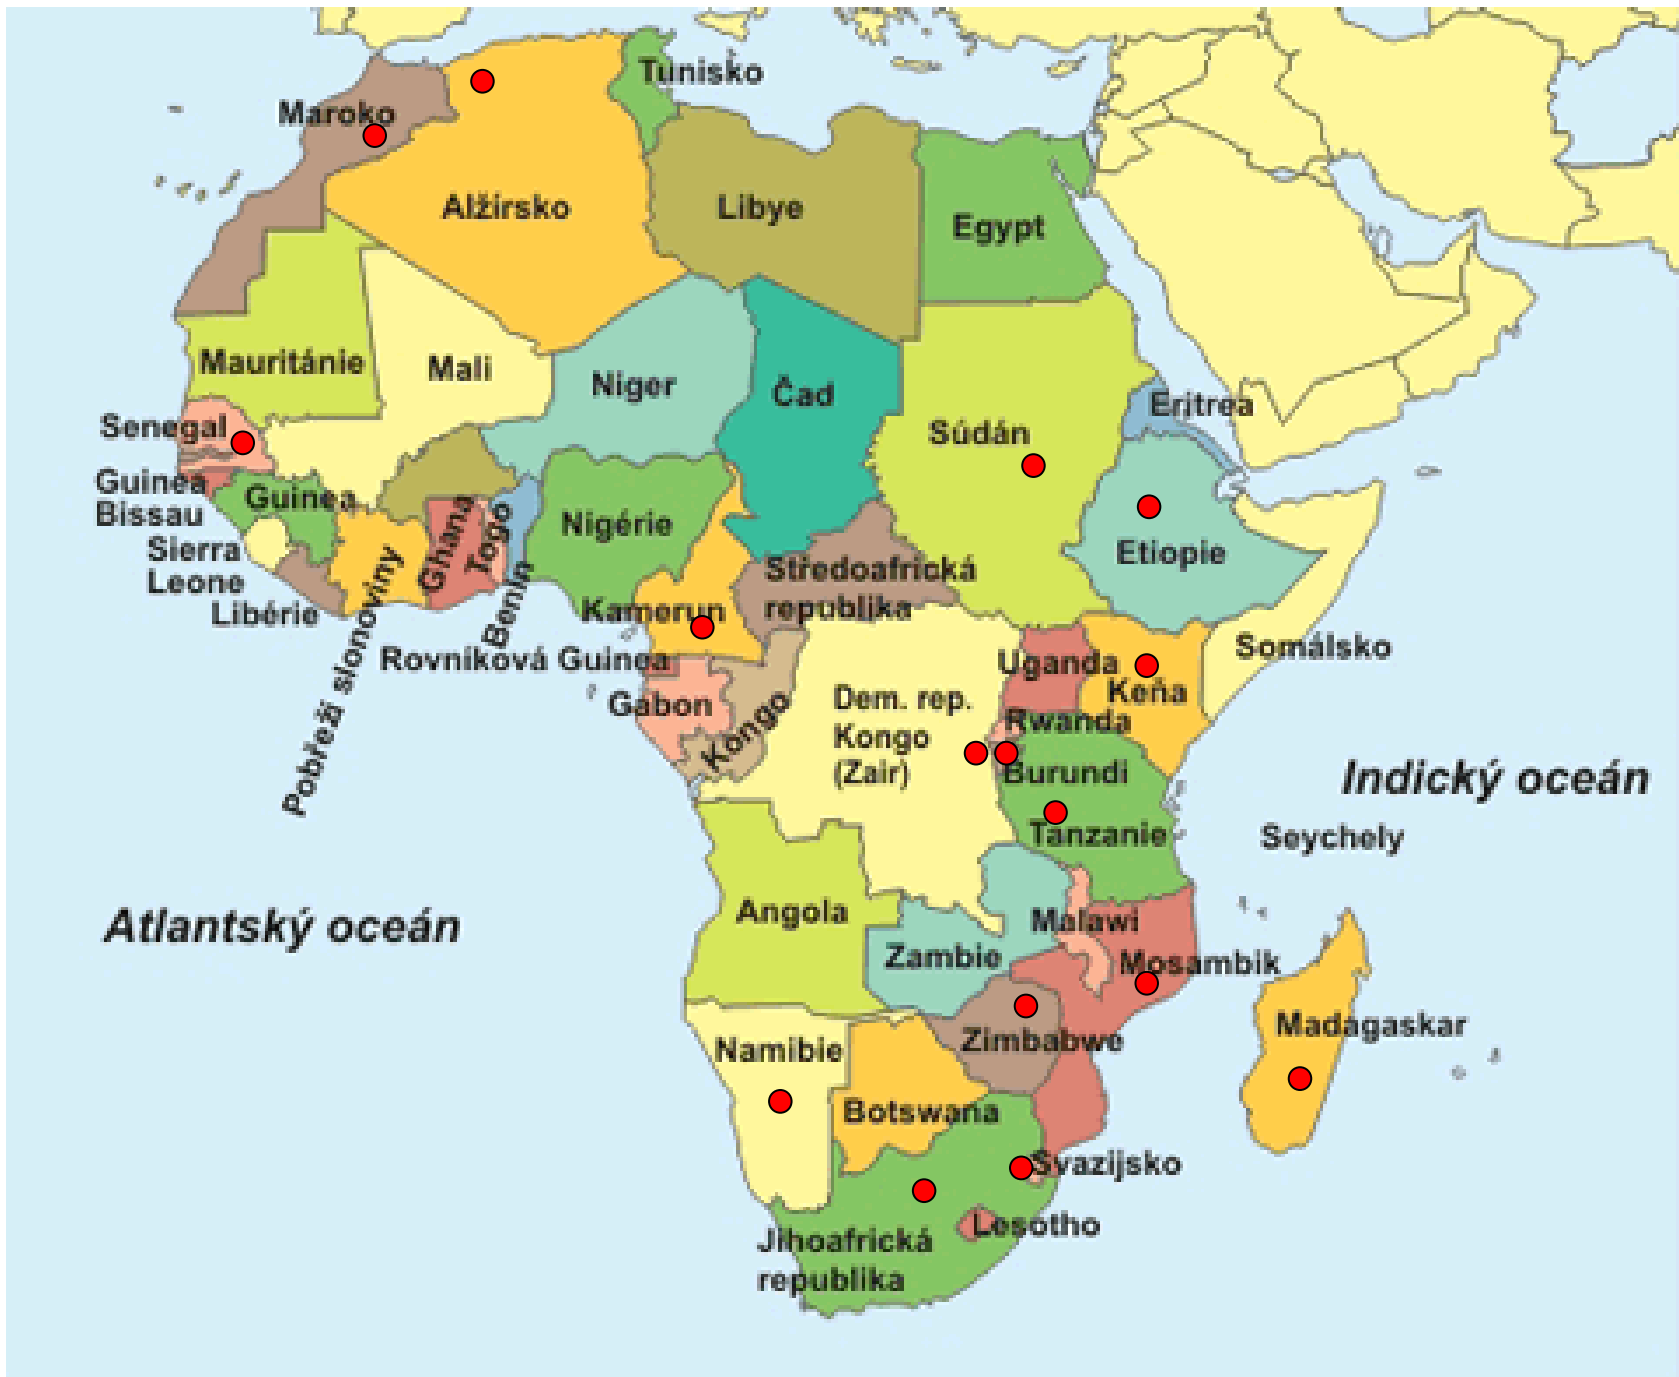 Tunisko
Maroko
Alžírsko
Libye
Egypt
Mauritánie
Mali
Niger
Čad
Súdán
Eritrea
Senegal
Guinea
Bissau
Guinea
Sierra
Leone
Libérie
Pobřeží slonoviny
Ghana
Togo
Benin
Nigérie
Etiopie
Středoafrická
republika
Kamerun
Rovníková Guinea
Gabon
Kongo
Dem. rep.
Kongo
(Zair)
Uganda
Keňa
Somálsko
Rwanda
Burundi
Tanzanie
Indický oceán
Seychely
Atlantský oceán
Angola
Zambie
Malawi
Mosambik
Zimbabwe
Madagaskar
Namibie
Botswana
Svazijsko
Lesotho
Jihoafrická
republika